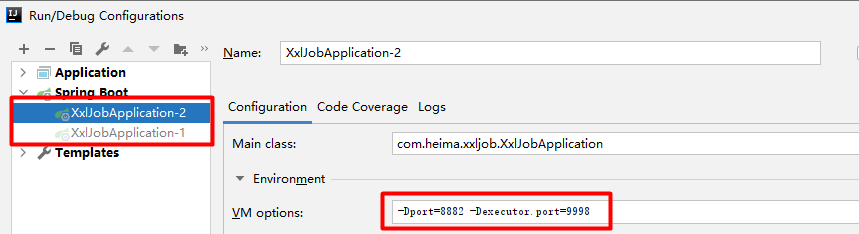 Run/Debug Configurations
Name: XxlJobApplication-2
Application
Spring Boot
XxlJobApplication-2
XxlJobApplication-1
Templates
Configuration Code Coverage Logs
Main class: com.heima.xxljob.XxlJobApplication
Environment
VM options: -Dport=8882 -Dexecutor.port=9998